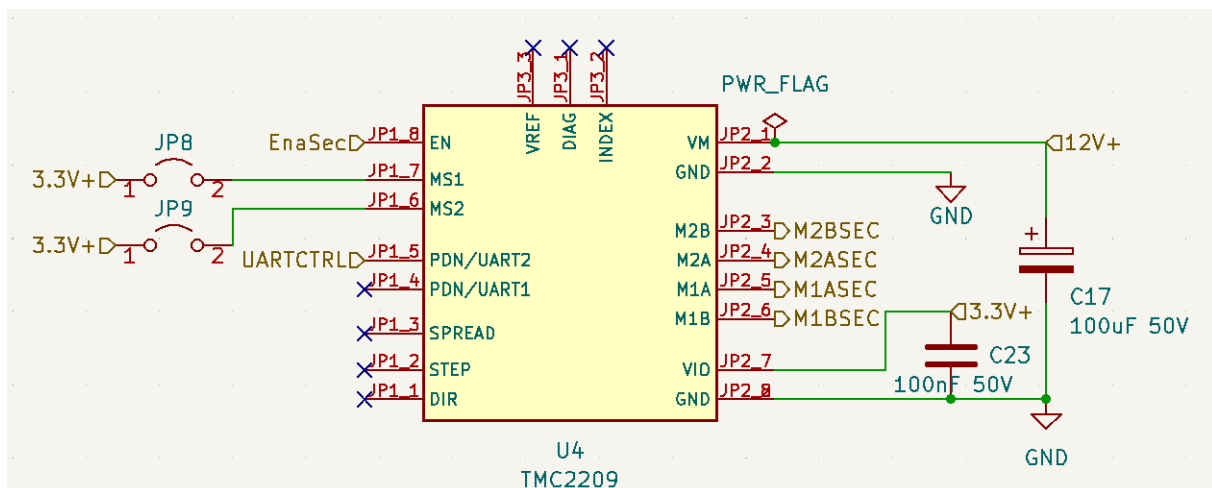 PWR_FLAG
JP3_3
JP3_1
JP3_2
VREF
DIAG
INDEX
EnaSec
JP1_8
EN
VM
JP2_1
12V+
JP8
3.3V+
1
2
JP1_7
MS1
GND
JP2_2
GND
JP9
3.3V+
1
2
JP1_6
MS2
M2B
JP2_3
M2BSEC
UARTCTRL
JP1_5
PDN/UART2
M2A
JP2_4
M2ASEC
JP1_4
PDN/UART1
M1A
JP2_5
M1ASEC
+
C17
100uF 50V
JP1_3
SPREAD
M1B
JP2_6
M1BSEC
3.3V+
JP1_2
STEP
VIO
JP2_7
C23
100nF 50V
JP1_1
DIR
GND
GND
U4
TMC2209